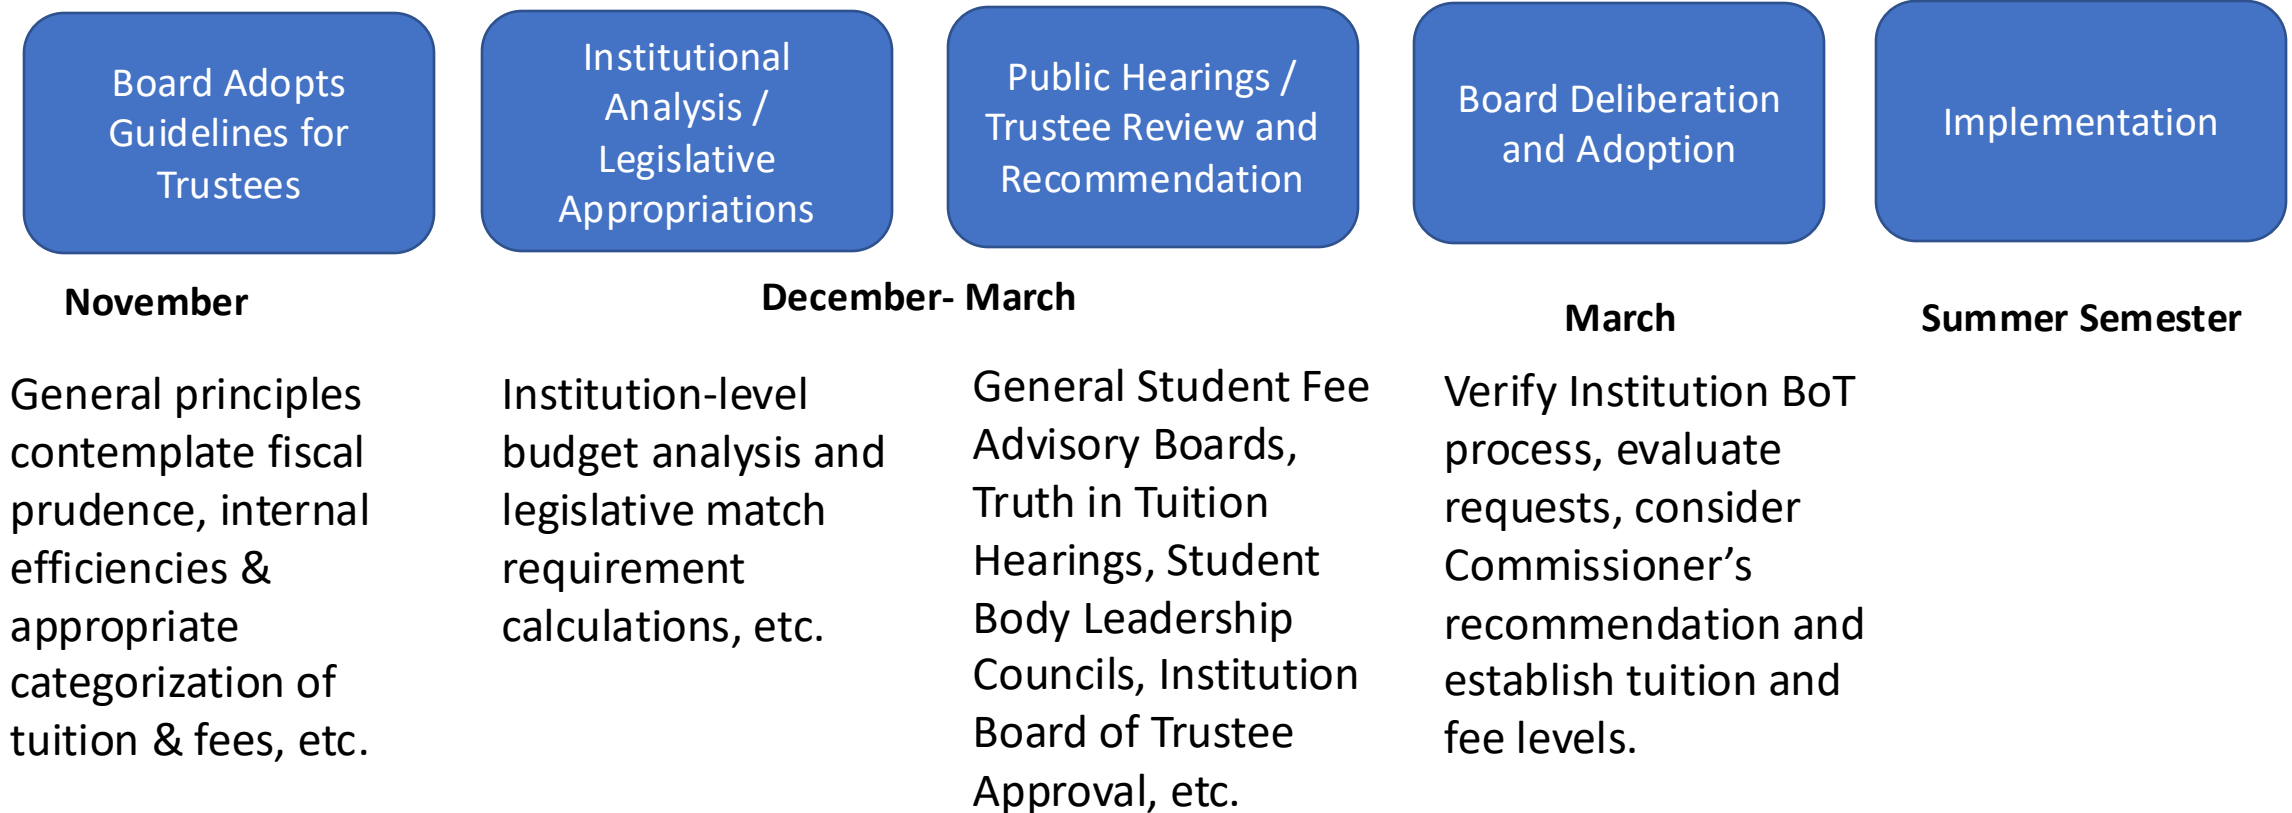 Board Adopts
Guidelines for
Trustees
Institutional
Analysis /
Legislative
Appropriations
Public Hearings /
Trustee Review and
Recommendation
Board Deliberation
and Adoption
Implementation
November
December- March
March
Summer Semester
General principles
contemplate fiscal
prudence, internal
efficiencies &
appropriate
categorization of
tuition & fees, etc.
Institution-level
budget analysis and
legislative match
requirement
calculations, etc.
General Student Fee
Advisory Boards,
Truth in Tuition
Hearings, Student
Body Leadership
Councils, Institution
Board of Trustee
Approval, etc.
Verify Institution BoT
process, evaluate
requests, consider
Commissioner’s
recommendation and
establish tuition and
fee levels.